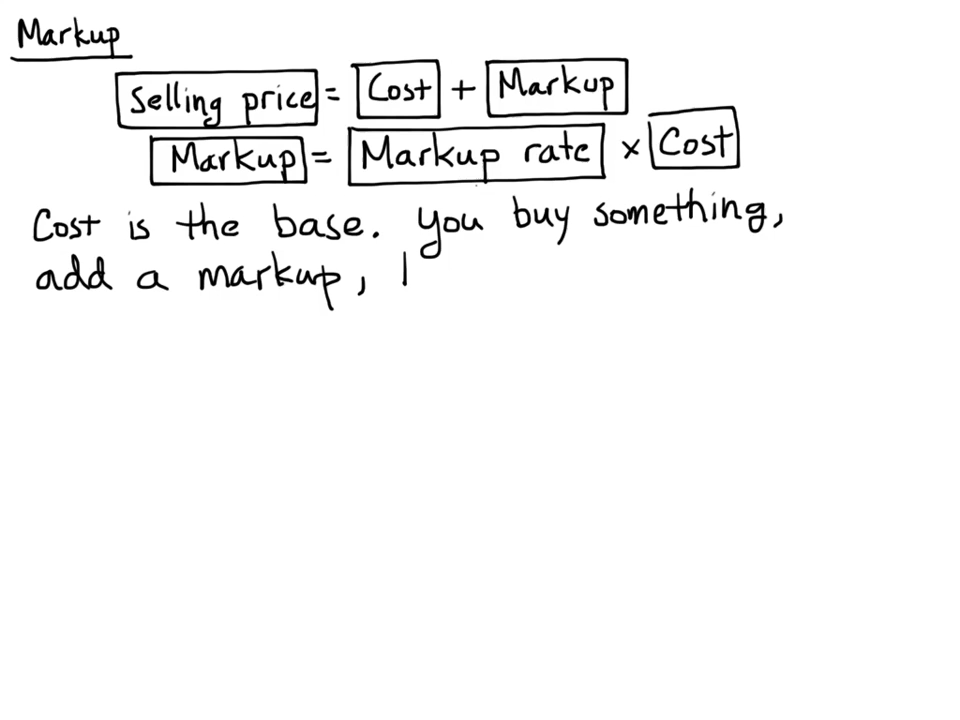 Markup
Selling price = Cost + Markup
Markup = Markup rate × Cost
Cost is the base. You buy something,
add a markup,